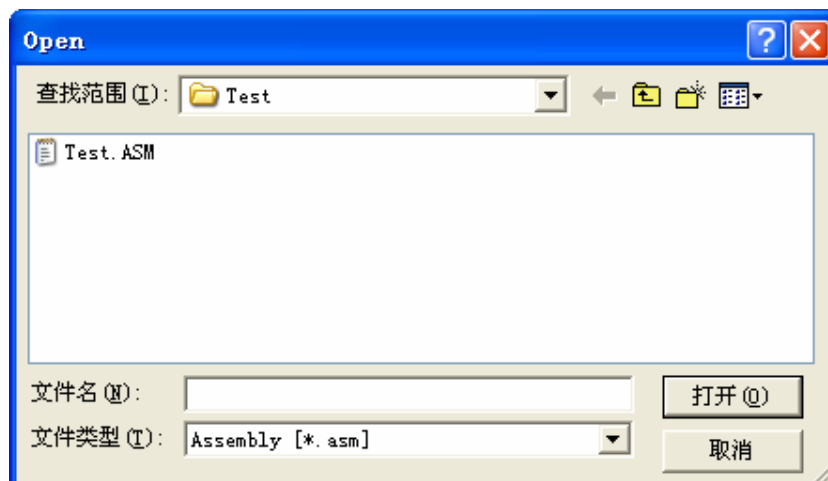 Open
查找范围(I): Test
Test.ASM
文件名(N): 打开(O)
文件类型(T): Assembly [*.asm] 取消